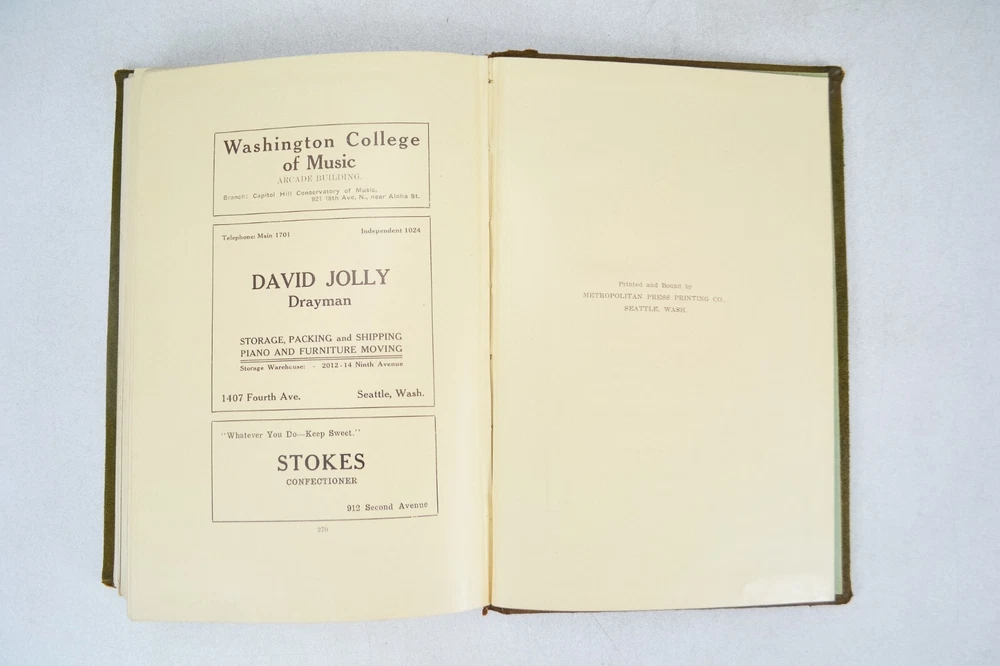 Washington College
of Music
ARCADE BUILDING.
Branch: Capitol Hill Conservatory of Music,
921 19th Ave. N., near Aloha St.
Telephone: Main 1701 Independent 1024
DAVID JOLLY
Drayman
STORAGE, PACKING and SHIPPING
PIANO AND FURNITURE MOVING
Storage Warehouse: - 2012-14 Ninth Avenue
1407 Fourth Ave. Seattle, Wash.
"Whatever You Do—Keep Sweet."
STOKES
CONFECTIONER
912 Second Avenue
270
Printed and Bound by
METROPOLITAN PRESS PRINTING CO.,
SEATTLE, WASH.